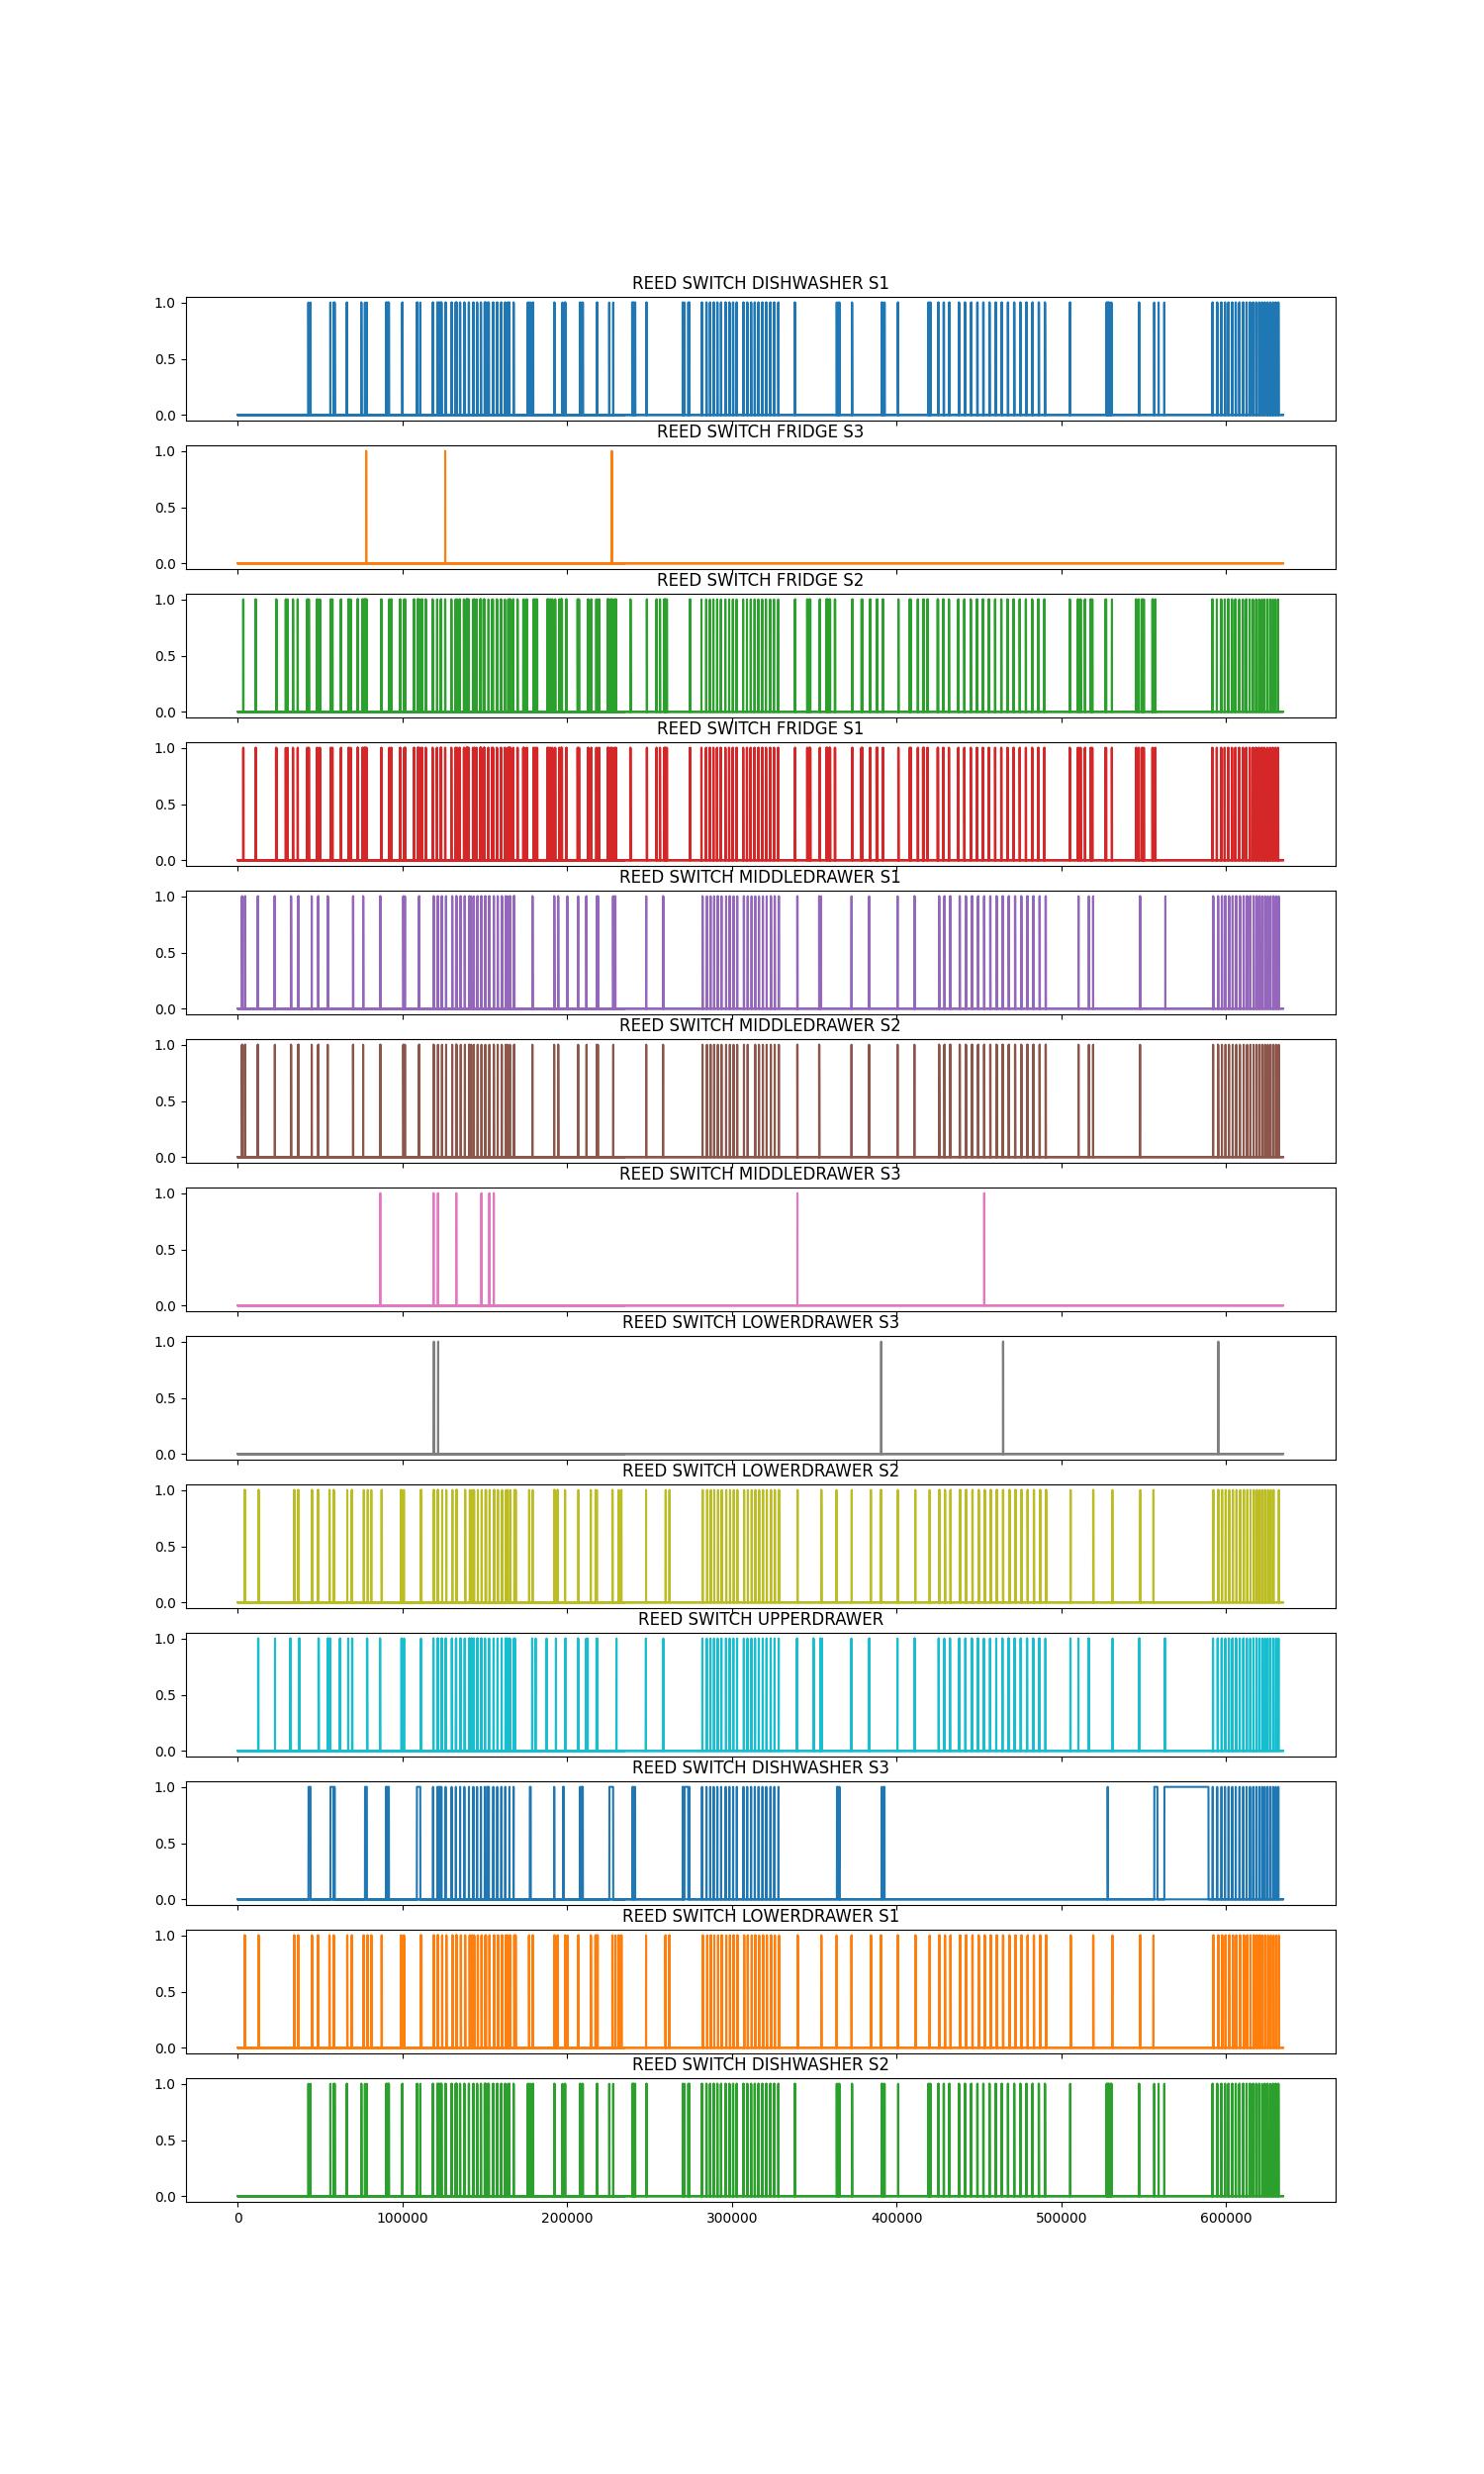 REED SWITCH DISHWASHER S1
1.0
0.5
0.0
REED SWITCH FRIDGE S3
1.0
0.5
0.0
REED SWITCH FRIDGE S2
1.0
0.5
0.0
REED SWITCH FRIDGE S1
1.0
0.5
0.0
REED SWITCH MIDDLEDRAWER S1
1.0
0.5
0.0
REED SWITCH MIDDLEDRAWER S2
1.0
0.5
0.0
REED SWITCH MIDDLEDRAWER S3
1.0
0.5
0.0
REED SWITCH LOWERDRAWER S3
1.0
0.5
0.0
REED SWITCH LOWERDRAWER S2
1.0
0.5
0.0
REED SWITCH UPPERDRAWER
1.0
0.5
0.0
REED SWITCH DISHWASHER S3
1.0
0.5
0.0
REED SWITCH LOWERDRAWER S1
1.0
0.5
0.0
REED SWITCH DISHWASHER S2
1.0
0.5
0.0
0 100000 200000 300000 400000 500000 600000